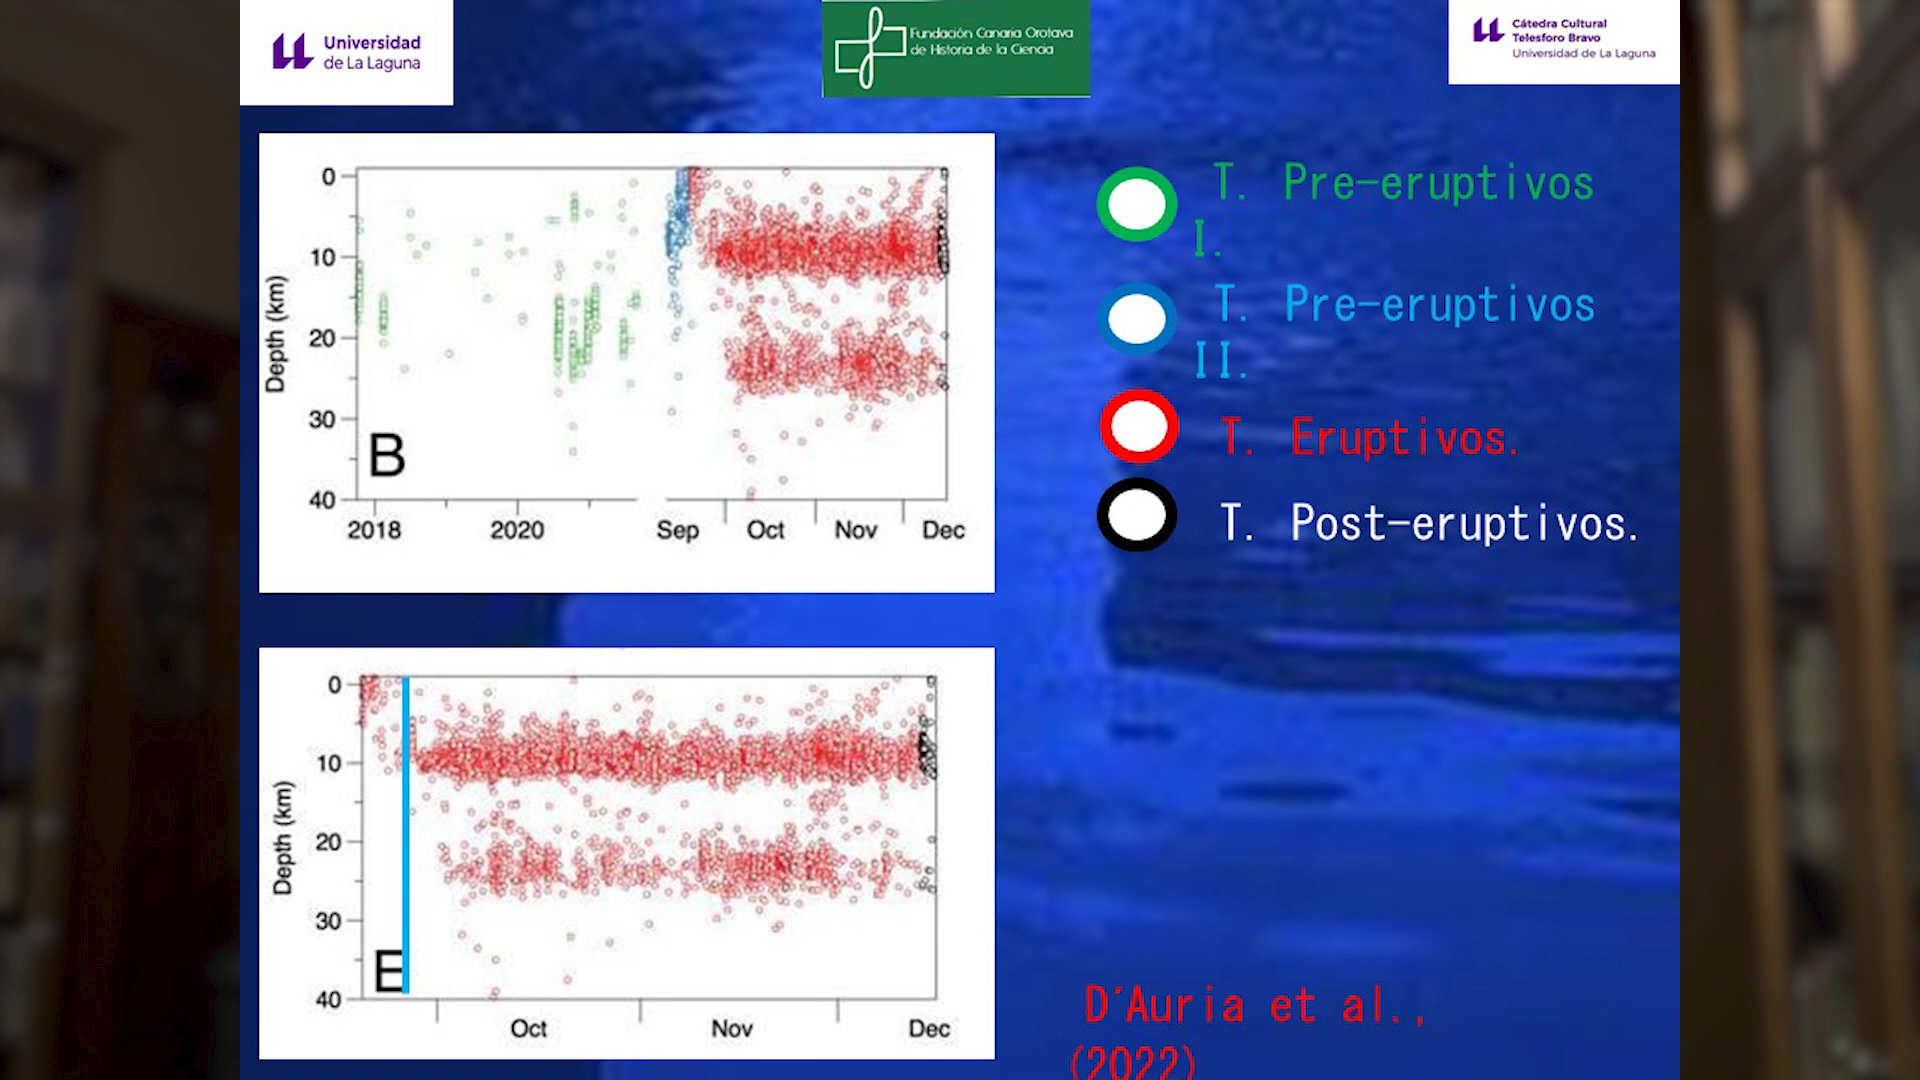 Universidad
de La Laguna
Fundación Canaria Orotava
de Historia de la Ciencia
Cátedra Cultural
Telesforo Bravo
Universidad de La Laguna
0
10
20
30
40
Depth (km)
B
2018
2020
Sep
Oct
Nov
Dec
T. Pre-eruptivos
I.
T. Pre-eruptivos
II.
T. Eruptivos.
T. Post-eruptivos.
0
10
20
30
40
Depth (km)
E
Oct
Nov
Dec
D´Auria et al.,
(2022)